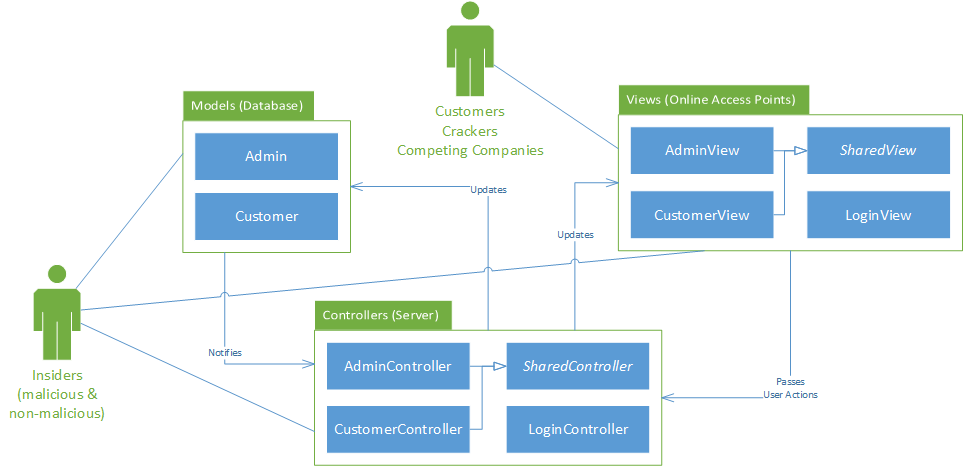 Customers
Crackers
Competing Companies
Models (Database)
Admin
Customer
Views (Online Access Points)
AdminView
SharedView
CustomerView
LoginView
Updates
Updates
Insiders
(malicious &
non-malicious)
Notifies
Controllers (Server)
AdminController
SharedController
CustomerController
LoginController
Passes
User Actions